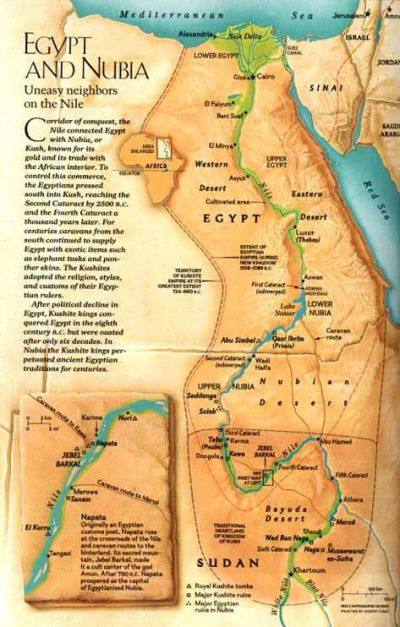 Mediterranean Sea
EGYPT
AND NUBIA
Uneasy neighbors
on the Nile
Corridor of conquest, the
Nile connected Egypt
with Nubia, or
Kush, known for its
gold and its trade with
the African interior. To
control this commerce,
the Egyptians pressed
south into Kush, reaching the
Second Cataract by 2500 B.C.
and the Fourth Cataract a
thousand years later. For
centuries caravans from the
south continued to supply
Egypt with exotic items such
as elephant tusks and pan-
ther skins. The Kushites
adopted the religion, styles,
and customs of their Egyp-
tian rulers.
After political decline in
Egypt, Kushite kings con-
quered Egypt in the eighth
century B.C. but were ousted
after only six decades. In
Nubia the Kushite kings per-
petuated ancient Egyptian
traditions for centuries.
AREA
ENLARGED
AFRICA
EQUATOR
Alexandria
Nile Delta
Jerusalem
Amm
ISRAEL
LOWER EGYPT
SUEZ
CANAL
JORDAN
Giza
Cairo
SINAI
El Faiyum
Beni Suef
SAUDI
ARABIA
El Minya
Western
Desert
UPPER
EGYPT
Asyut
Nile
Eastern
Desert
Red Sea
Cultivated area
EGYPT
Luxor
(Thebes)
EXTENT OF
EGYPTIAN
EMPIRE DURING
NEW KINGDOM
TERRITORY
OF KUSHITE
EMPIRE AT ITS
GREATEST EXTENT
Aswan
ASWAN
HIGH DAM
First Cataract
(submerged)
Lake
Nasser
LOWER
NUBIA
Abu Simbel
Qasr Ibrim
(Primis)
Caravan
route
Second Cataract
(submerged)
Wadi
Halfa
UPPER NUBIA
Nubian
Desert
Seddenga
Soleb
Third Cataract
Tabo
Kerma
Dongola
Kawa
JEBEL
BARKAL
SEE
INSET MAP
AT LEFT
Nile
Abu Hamed
Fourth Cataract
Fifth Cataract
Bayuda
Desert
Atbara
Meroë
TRADITIONAL
HEARTLAND
OF KINGDOM
OF KUSH
Shendi
Wad Ban Naga
Sixth Cataract
Naga
Musawwarat
es-Sufra
SUDAN
Khartoum
White Nile
Blue Nile
Royal Kushite tombs
Major Kushite ruins
Major Egyptian
ruins in Nubia
Caravan route to
Karima
Nuri
Napata
JEBEL
BARKAL
Caravan route to Meroë
Merowe
Sanam
Nile
El Kurru
Tangasi
Napata
Originally an Egyptian
customs post, Napata rose
at the crossroads of the Nile
and caravan routes to the
hinterland. Its sacred moun-
tain, Jebel Barkal, made
it a cult center of the god
Amun. After 750 B.C. Napata
prospered as the capital
of Egyptianized Nubia.